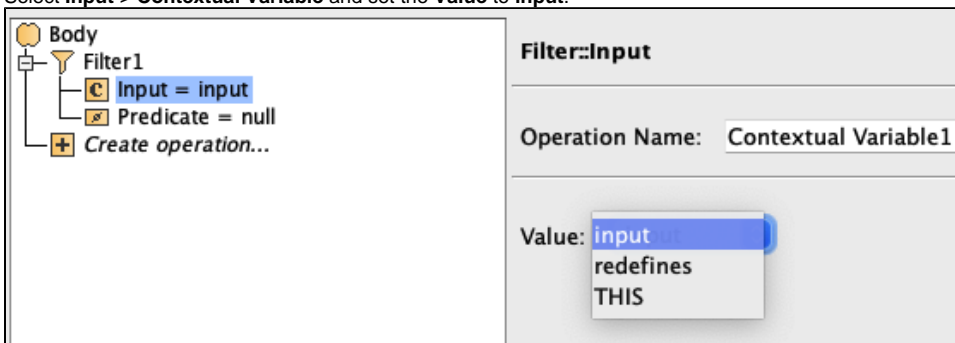 Select Input > Contextual Variable and set the Value to input.
Body
Filter1
Input = input
Predicate = null
Create operation...
Filter::Input
Operation Name: Contextual Variable1
Value: input
redefines
THIS